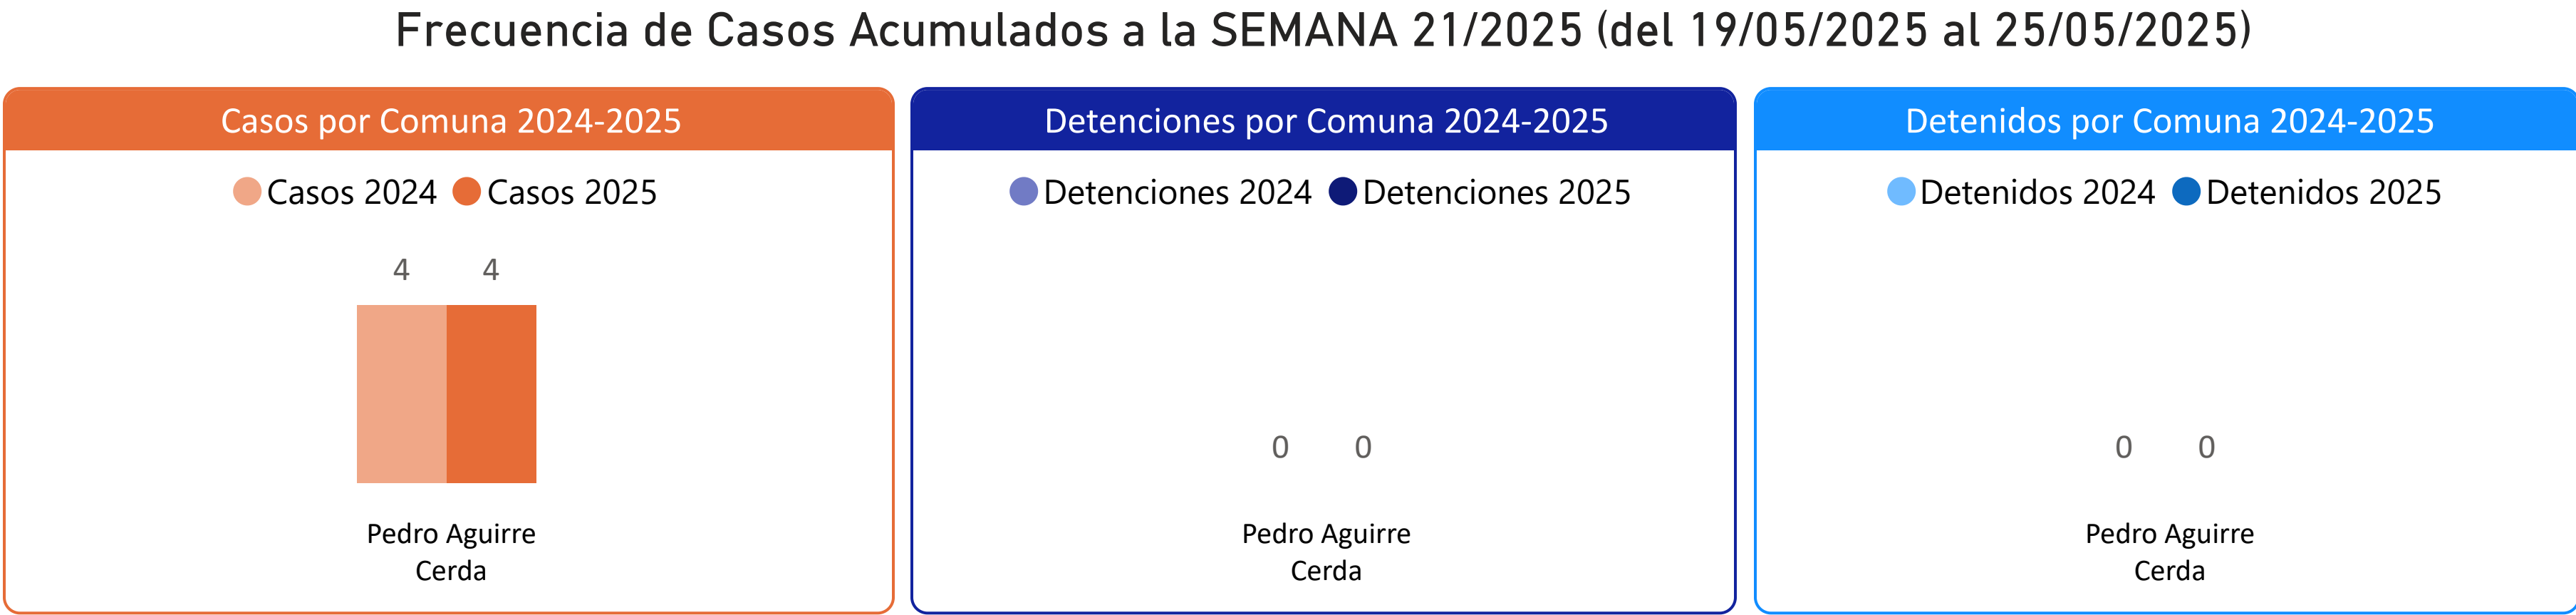 Frecuencia de Casos Acumulados a la SEMANA 21/2025 (del 19/05/2025 al 25/05/2025)
Casos por Comuna 2024-2025
Casos 2024 Casos 2025
4 4
Pedro Aguirre
Cerda
Detenciones por Comuna 2024-2025
Detenciones 2024 Detenciones 2025
0 0
Pedro Aguirre
Cerda
Detenidos por Comuna 2024-2025
Detenidos 2024 Detenidos 2025
0 0
Pedro Aguirre
Cerda